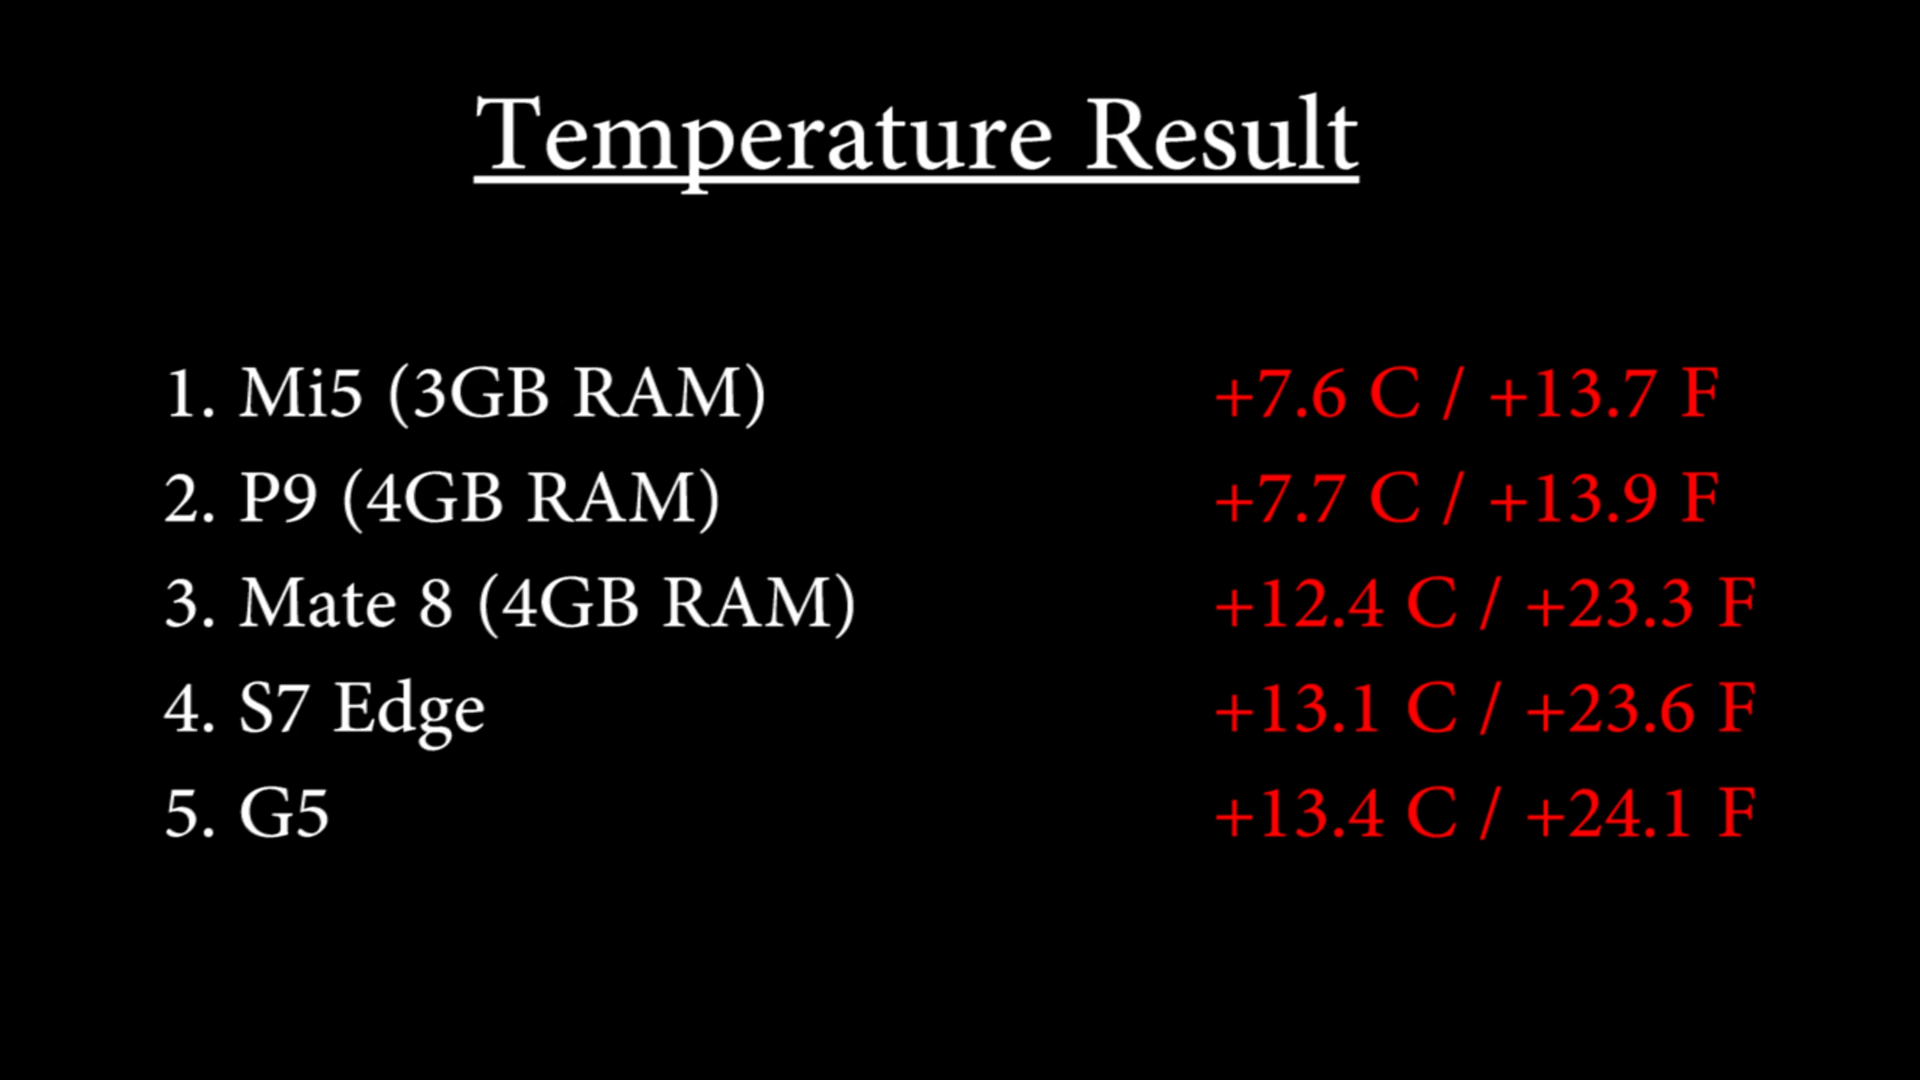 Temperature Result
1. Mi5 (3GB RAM) +7.6 C / +13.7 F
2. P9 (4GB RAM) +7.7 C / +13.9 F
3. Mate 8 (4GB RAM) +12.4 C / +23.3 F
4. S7 Edge +13.1 C / +23.6 F
5. G5 +13.4 C / +24.1 F